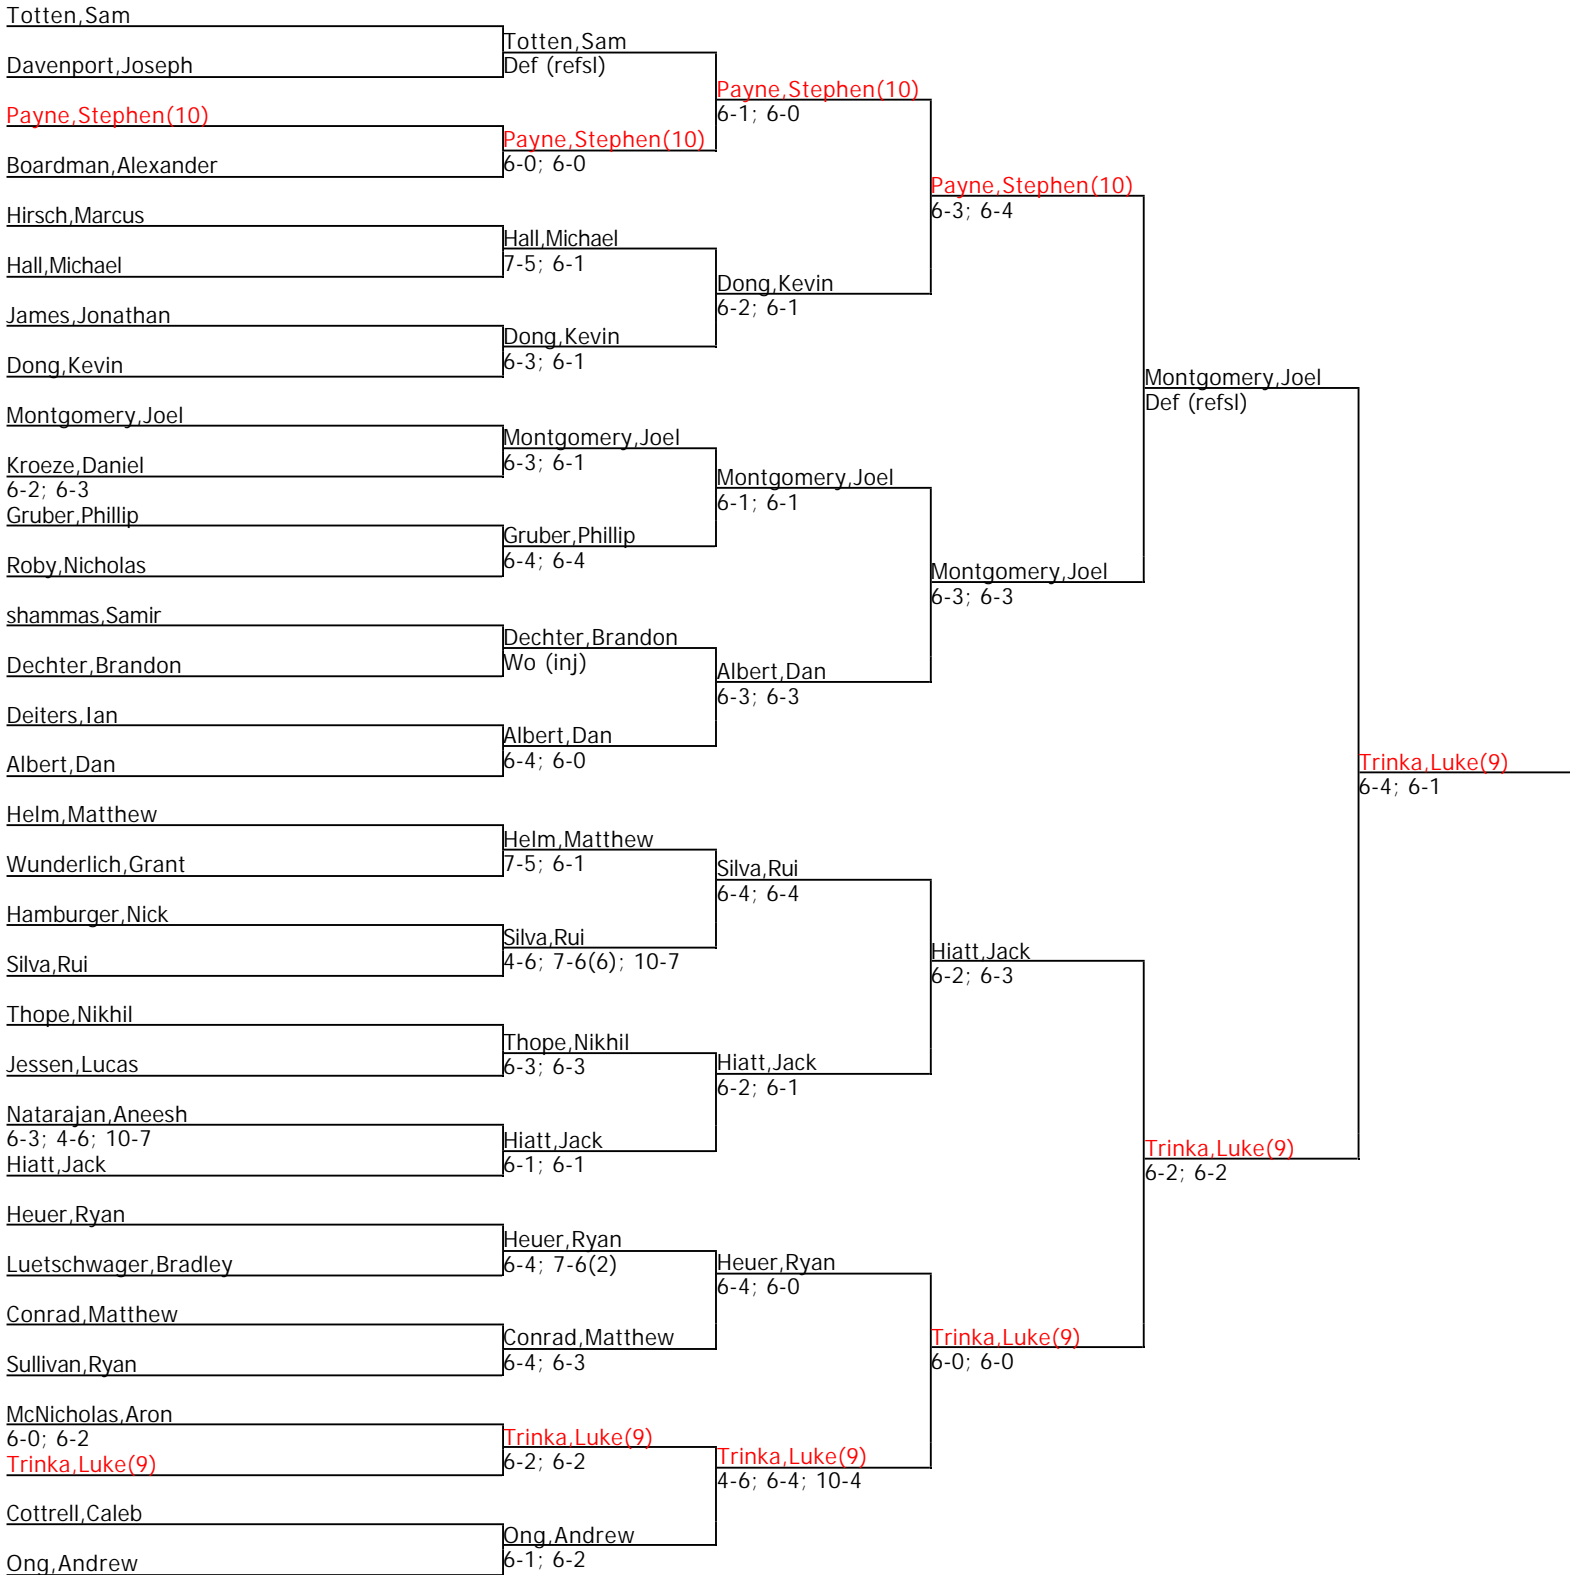 Totten,Sam
Davenport,Joseph
Payne,Stephen(10)
Boardman,Alexander
Hirsch,Marcus
Hall,Michael
James,Jonathan
Dong,Kevin
Montgomery,Joel
Kroeze,Daniel
6-2; 6-3
Gruber,Phillip
Roby,Nicholas
shammas,Samir
Dechter,Brandon
Deiters,Ian
Albert,Dan
Helm,Matthew
Wunderlich,Grant
Hamburger,Nick
Silva,Rui
Thope,Nikhil
Jessen,Lucas
Natarajan,Aneesh
6-3; 4-6; 10-7
Hiatt,Jack
Heuer,Ryan
Luetschwager,Bradley
Conrad,Matthew
Sullivan,Ryan
McNicholas,Aron
6-0; 6-2
Trinka,Luke(9)
Cottrell,Caleb
Ong,Andrew
Totten,Sam
Def (refsl)
Payne,Stephen(10)
6-0; 6-0
Hall,Michael
7-5; 6-1
Dong,Kevin
6-3; 6-1
Montgomery,Joel
6-3; 6-1
Gruber,Phillip
6-4; 6-4
Dechter,Brandon
Wo (inj)
Albert,Dan
6-4; 6-0
Helm,Matthew
7-5; 6-1
Silva,Rui
4-6; 7-6(6); 10-7
Thope,Nikhil
6-3; 6-3
Hiatt,Jack
6-1; 6-1
Heuer,Ryan
6-4; 7-6(2)
Conrad,Matthew
6-4; 6-3
Trinka,Luke(9)
6-2; 6-2
Ong,Andrew
6-1; 6-2
Payne,Stephen(10)
6-1; 6-0
Dong,Kevin
6-2; 6-1
Montgomery,Joel
6-1; 6-1
Albert,Dan
6-3; 6-3
Silva,Rui
6-4; 6-4
Hiatt,Jack
6-2; 6-1
Heuer,Ryan
6-4; 6-0
Trinka,Luke(9)
4-6; 6-4; 10-4
Payne,Stephen(10)
6-3; 6-4
Montgomery,Joel
6-3; 6-3
Hiatt,Jack
6-2; 6-3
Trinka,Luke(9)
6-0; 6-0
Montgomery,Joel
Def (refsl)
Trinka,Luke(9)
6-2; 6-2
Trinka,Luke(9)
6-4; 6-1